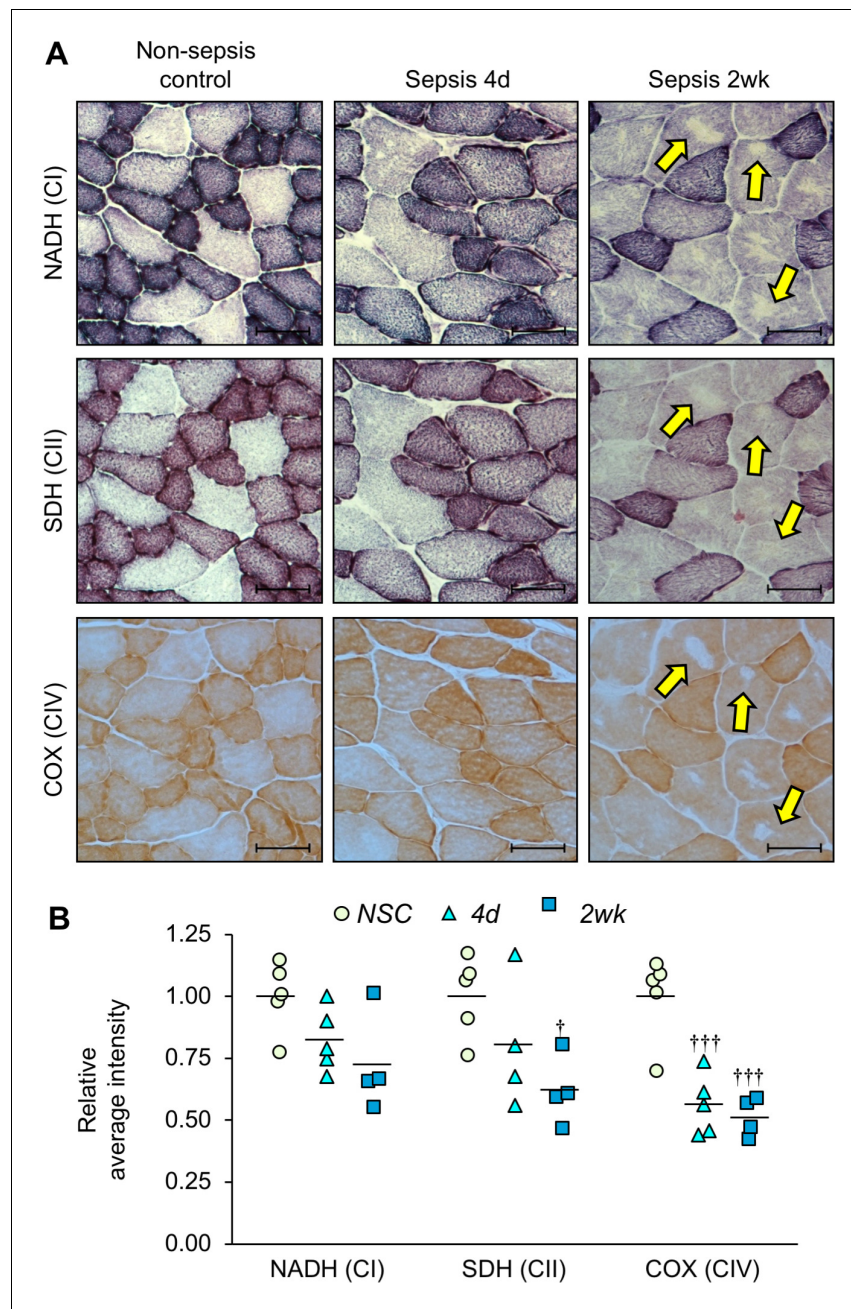 A
Non-sepsis
control
Sepsis 4d
Sepsis 2wk
NADH (CI)
SDH (CII)
COX (CIV)
B
NSC 4d 2wk
Relative
average intensity
1.25
1.00
0.75
0.50
0.25
0.00
†
†††
†††
NADH (CI)
SDH (CII)
COX (CIV)